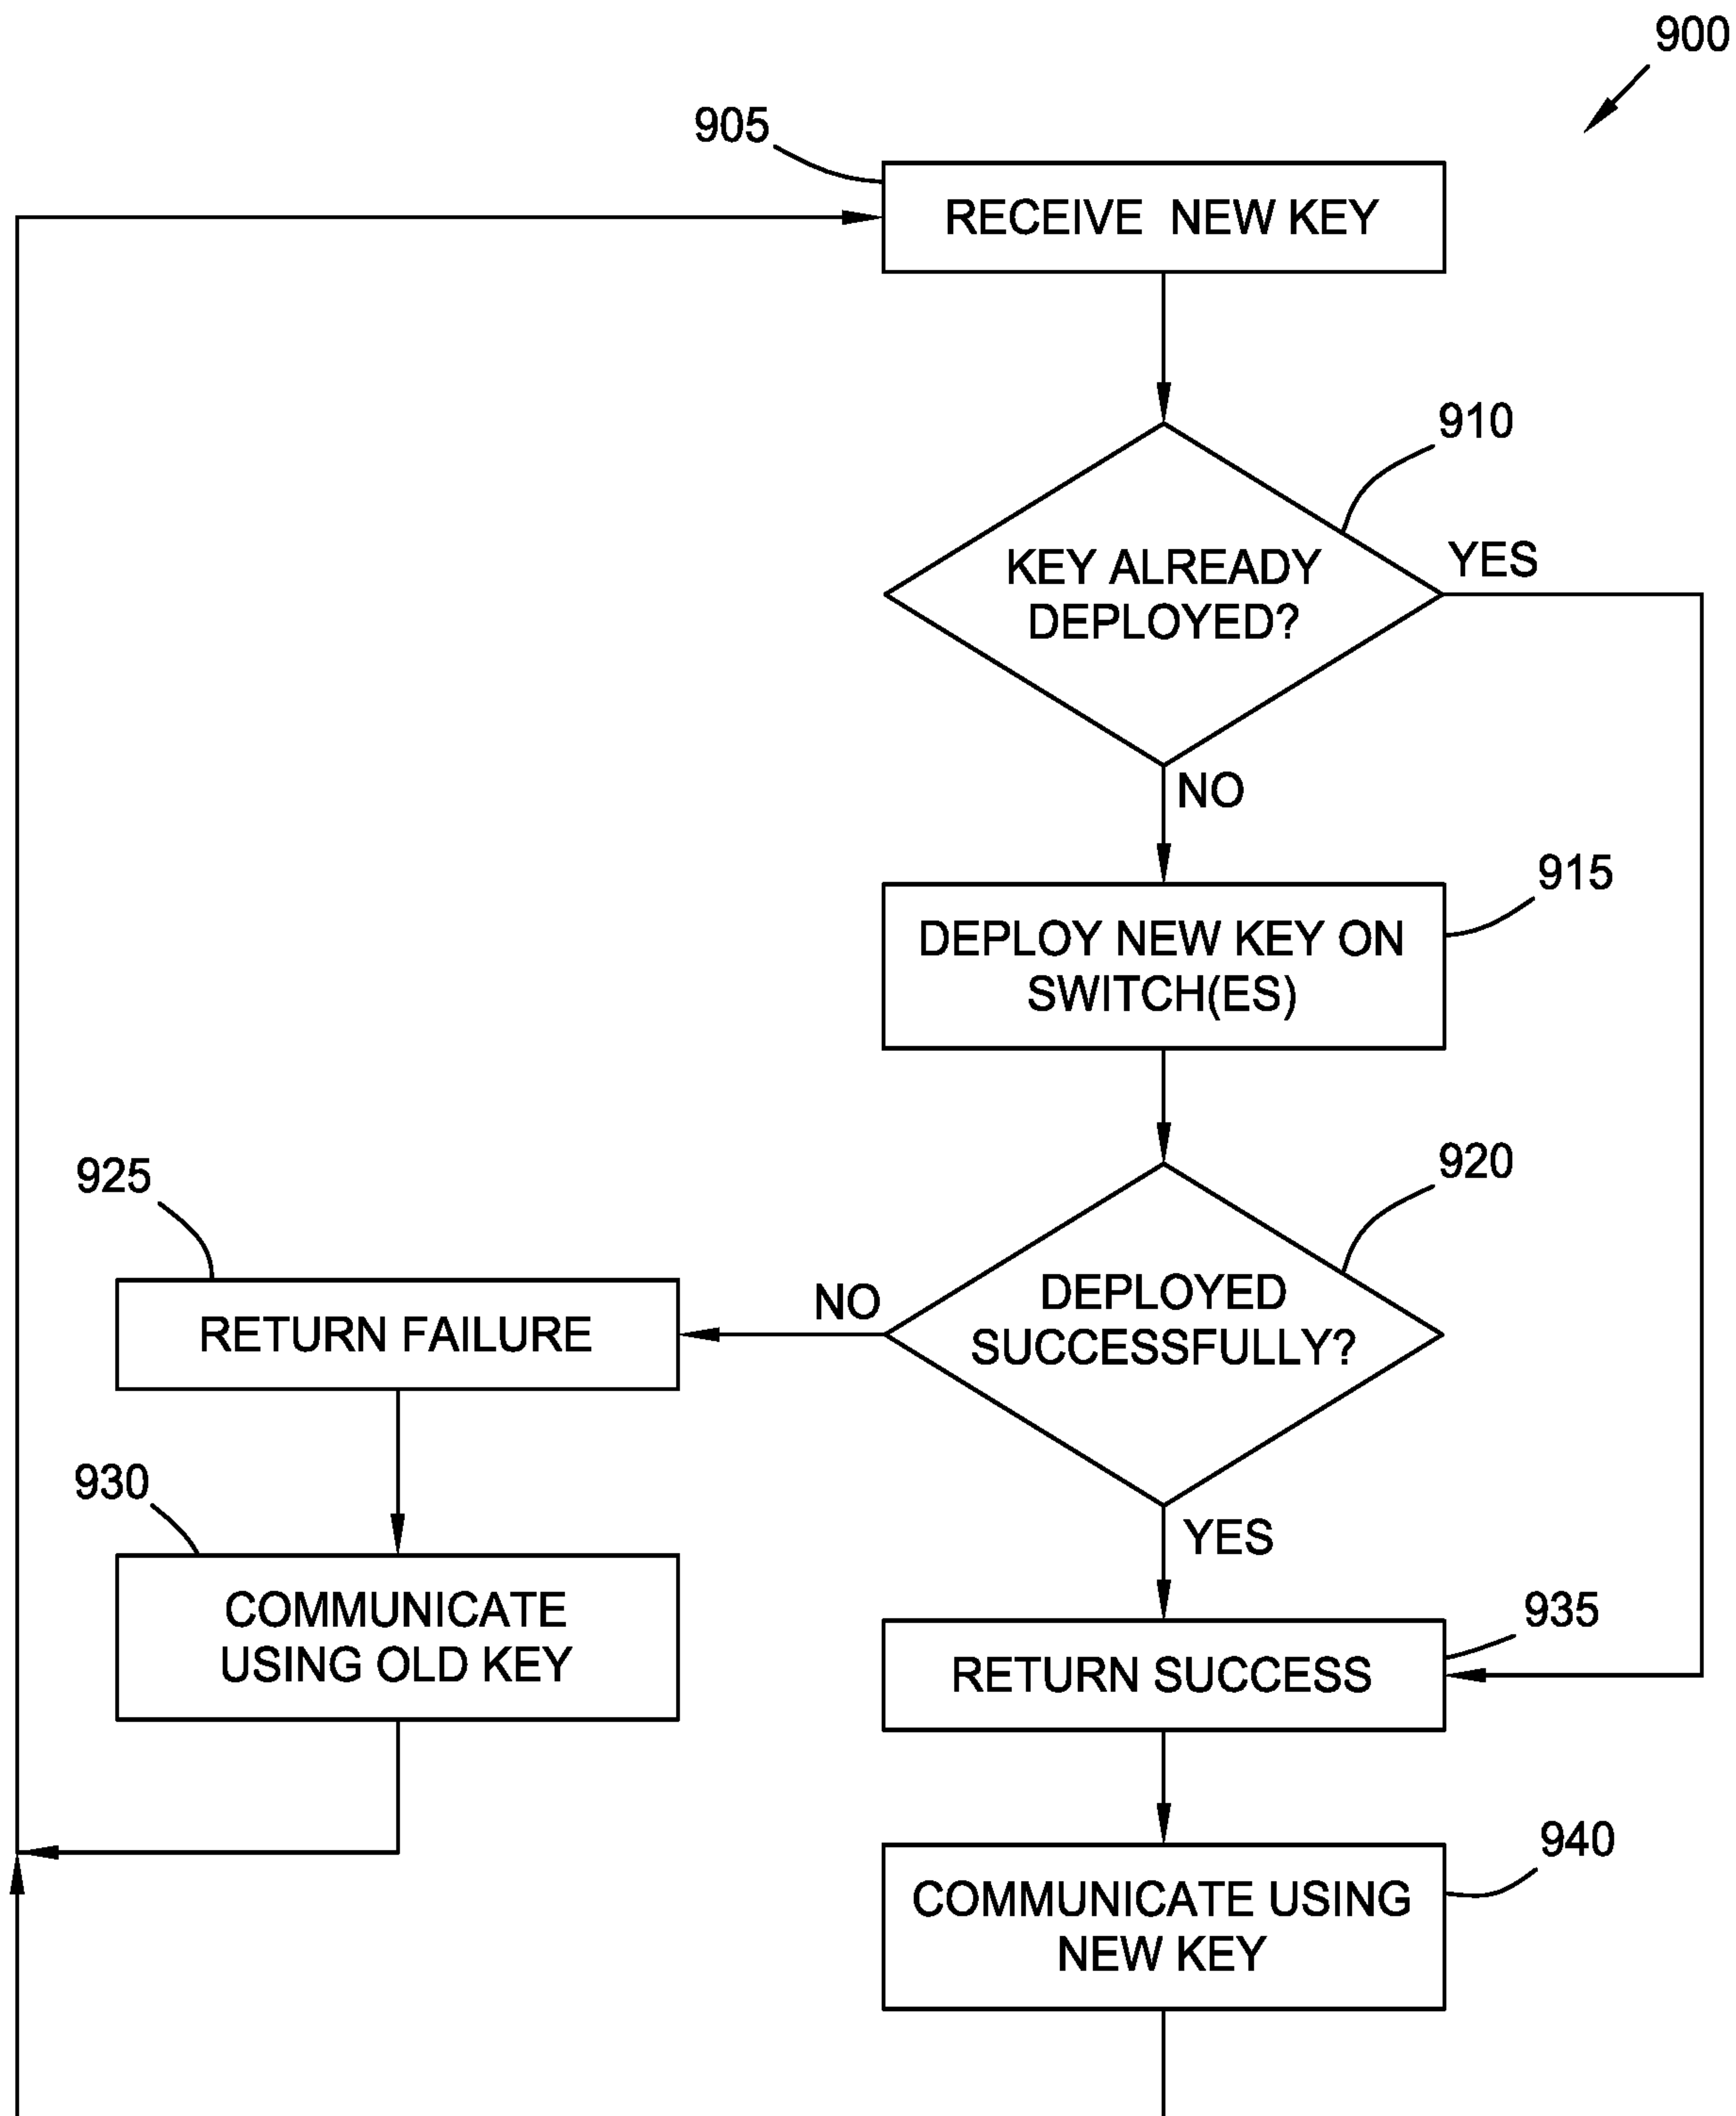 900
905
RECEIVE NEW KEY
910
KEY ALREADY
DEPLOYED?
YES
NO
915
DEPLOY NEW KEY ON
SWITCH(ES)
920
DEPLOYED
SUCCESSFULLY?
NO
925
RETURN FAILURE
930
COMMUNICATE
USING OLD KEY
YES
935
RETURN SUCCESS
940
COMMUNICATE USING
NEW KEY